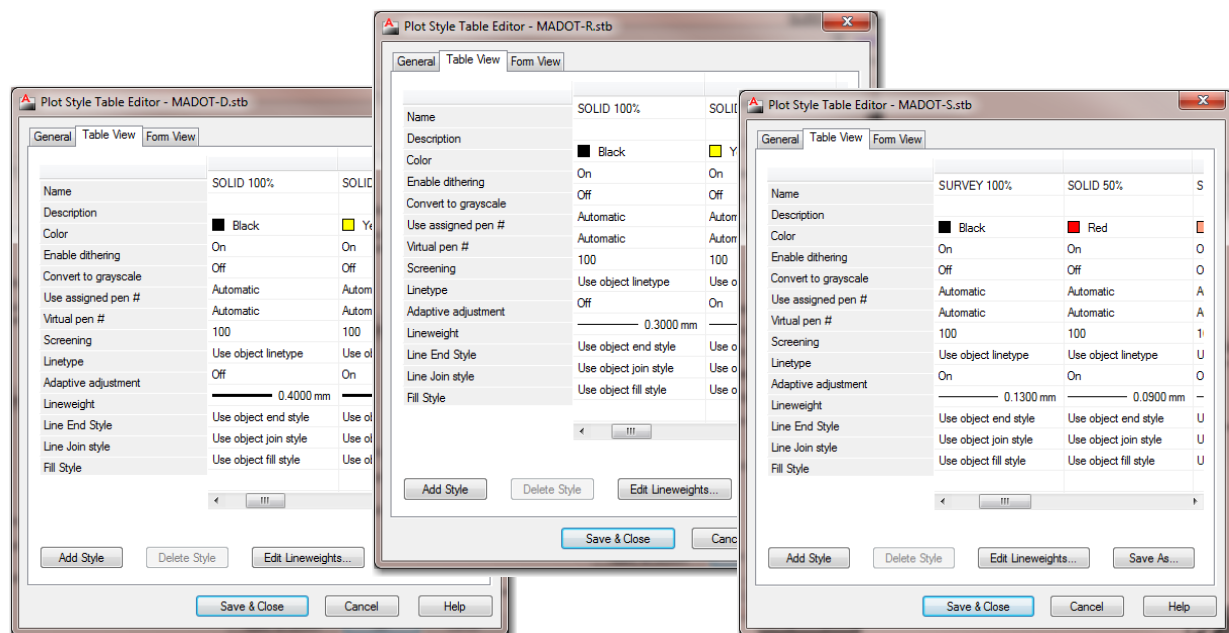 Plot Style Table Editor - MADOT-D.stb
General Table View Form View
Name SOLID 100%
Description
Color Black
Enable dithering On On
Convert to grayscale Off Off
Use assigned pen # Automatic
Virtual pen # Automatic
Screening 100 100
Linetype Use object linetype
Adaptive adjustment Off On
Lineweight 0.4000 mm
Line End Style Use object end style
Line Join style Use object join style
Fill Style Use object fill style
Add Style Delete Style Edit Lineweights...
Save & Close Cancel Help
Plot Style Table Editor - MADOT-R.stb
General Table View Form View
Name SOLID 100%
Description
Color Black
Enable dithering On On
Convert to grayscale Off Off
Use assigned pen # Automatic
Virtual pen # Automatic
Screening 100 100
Linetype Use object linetype
Adaptive adjustment Off On
Lineweight 0.3000 mm
Line End Style Use object end style
Line Join style Use object join style
Fill Style Use object fill style
Add Style Delete Style Edit Lineweights...
Save & Close
Plot Style Table Editor - MADOT-S.stb
General Table View Form View
Name SURVEY 100% SOLID 50%
Description
Color Black Red
Enable dithering On On
Convert to grayscale Off Off
Use assigned pen # Automatic Automatic
Virtual pen # Automatic Automatic
Screening 100 100
Linetype Use object linetype Use object linetype
Adaptive adjustment On On
Lineweight 0.1300 mm 0.0900 mm
Line End Style Use object end style Use object end style
Line Join style Use object join style Use object join style
Fill Style Use object fill style Use object fill style
Add Style Delete Style Edit Lineweights... Save As...
Save & Close Cancel Help